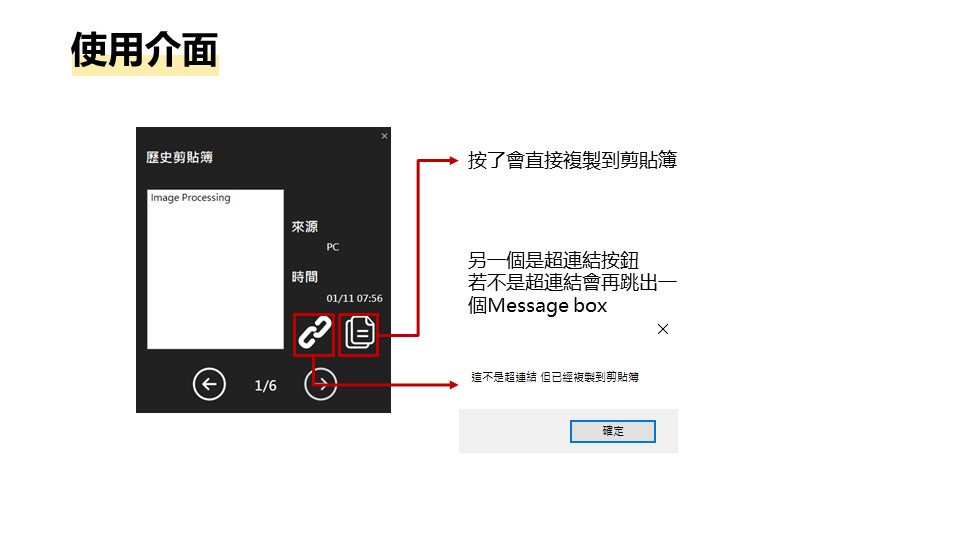 使用介面
歷史剪貼簿
Image Processing
來源
PC
時間
01/11 07:56
1/6
按了會直接複製到剪貼簿
另一個是超連結按鈕
若不是超連結會再跳出一
個Message box
這不是超連結 但已經複製到剪貼簿
確定